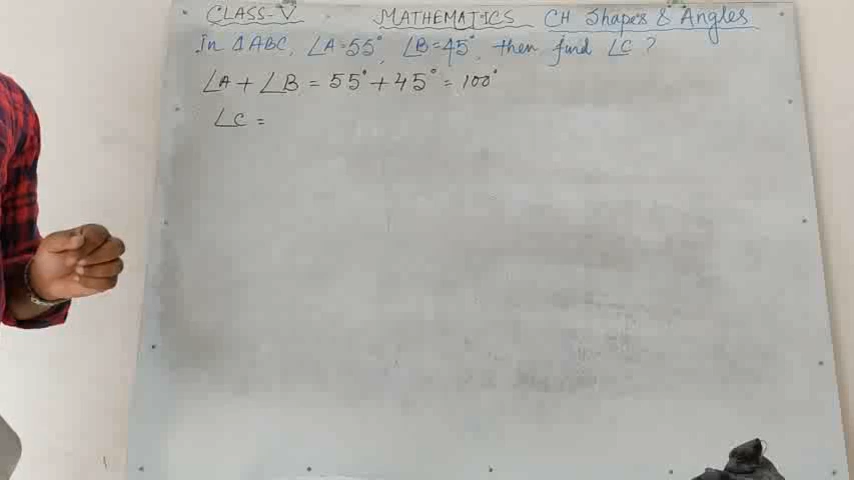 CLASS-V MATHEMATICS CH Shapes & Angles
In ΔABC, ∠A=55°, ∠B=45°, then find ∠C ?
∠A + ∠B = 55° + 45° = 100°
∠C =